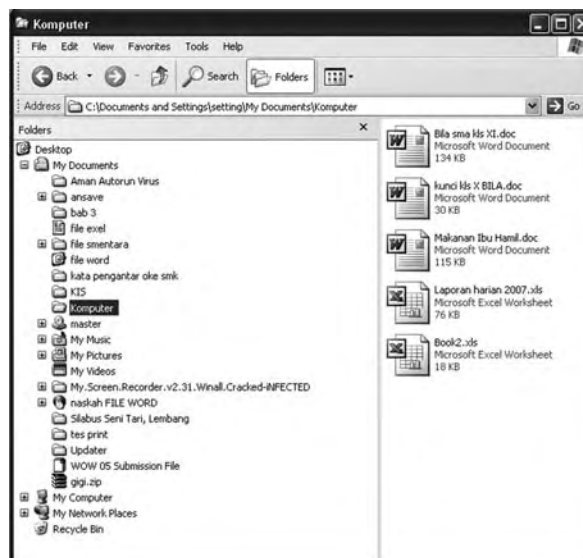 Komputer
File Edit View Favorites Tools Help
Back Search Folders
Address C:\Documents and Settings\setting\My Documents\Komputer Go
Folders x
Desktop
My Documents
Aman Autorun Virus
ansave
bab 3
file exel
file smentara
file word
kata pengantar oke smk
KIS
Komputer
master
My Music
My Pictures
My Videos
My.Screen.Recorder.v2.31.Winall.Cracked-iNFECTED
naskah FILE WORD
Silabus Seni Tari, Lembang
tes print
Updater
WOW 05 Submission File
gigi.zip
My Computer
My Network Places
Recycle Bin
Bila sma kls XI.doc
Microsoft Word Document
134 KB
kunci kls X BILA.doc
Microsoft Word Document
30 KB
Makanan Ibu Hamil.doc
Microsoft Word Document
115 KB
Laporan harian 2007.xls
Microsoft Excel Worksheet
76 KB
Book2.xls
Microsoft Excel Worksheet
18 KB